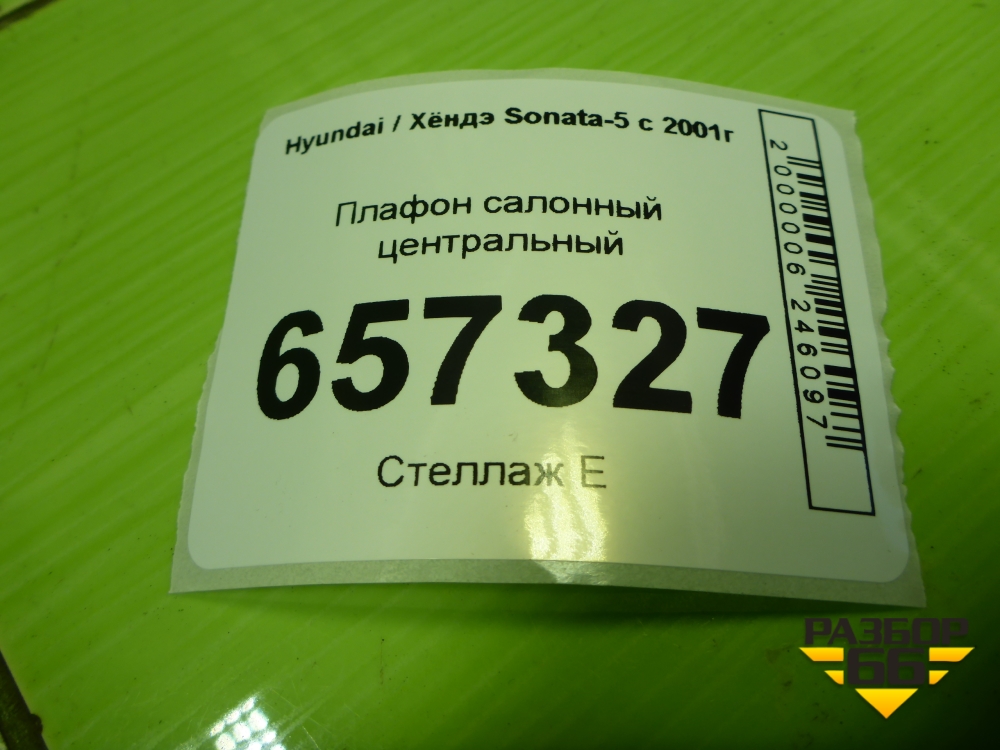 Hyundai / Хёндэ Sonata-5 с 2001г
Плафон салонный
центральный
657327
Стеллаж Е
2000006246097
РАЗБОР
66